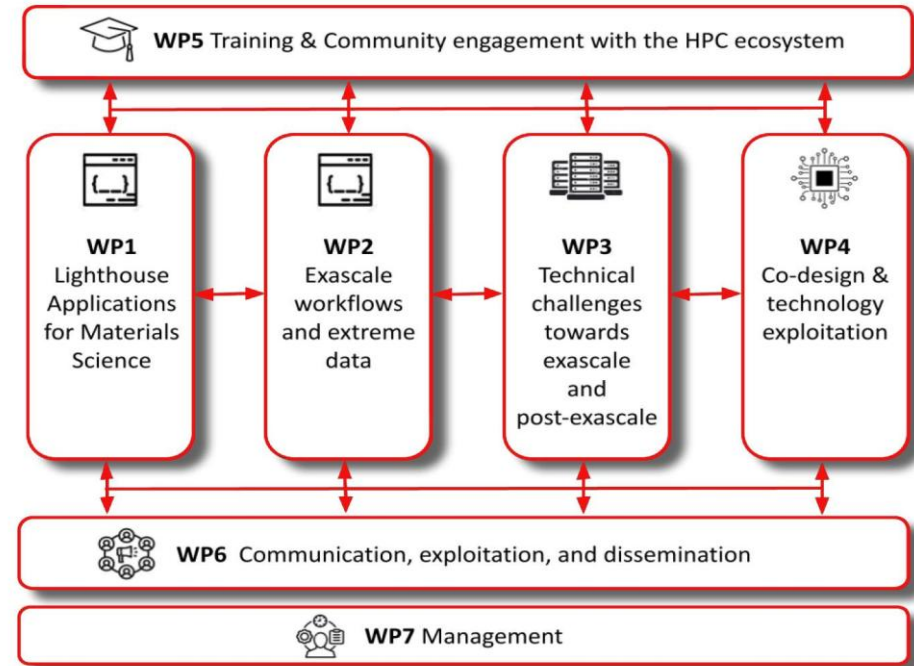 WP5 Training & Community engagement with the HPC ecosystem
{__}
WP1
Lighthouse
Applications
for Materials
Science
{__}
WP2
Exascale
workflows
and extreme
data
WP3
Technical
challenges
towards
exascale
and
post-exascale
WP4
Co-design &
technology
exploitation
WP6 Communication, exploitation, and dissemination
WP7 Management